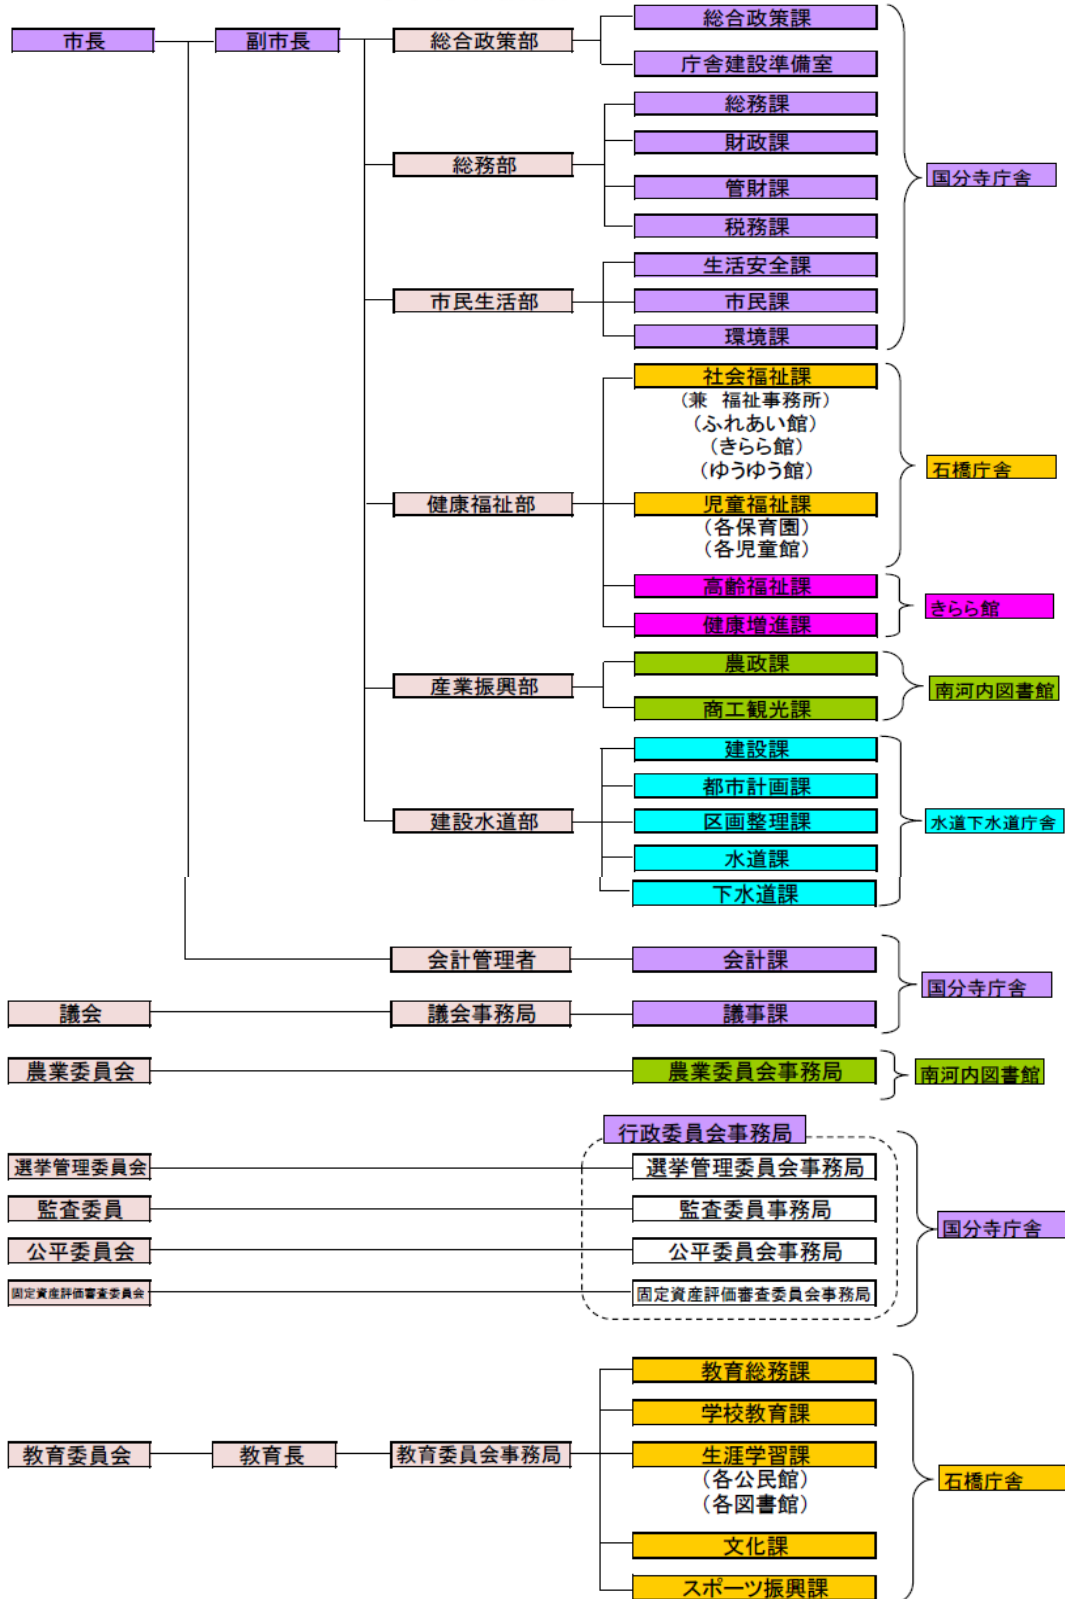 市長
副市長
総合政策部
総合政策課
庁舎建設準備室
総務部
総務課
財政課
管財課
税務課
市民生活部
生活安全課
市民課
環境課
国分寺庁舎
健康福祉部
社会福祉課
（兼　福祉事務所）
（ふれあい館）
（きらら館）
（ゆうゆう館）
児童福祉課
（各保育園）
（各児童館）
石橋庁舎
高齢福祉課
健康増進課
きらら館
産業振興部
農政課
商工観光課
南河内図書館
建設水道部
建設課
都市計画課
区画整理課
水道課
下水道課
水道下水道庁舎
会計管理者
会計課
議会
議会事務局
議事課
国分寺庁舎
農業委員会
農業委員会事務局
南河内図書館
行政委員会事務局
選挙管理委員会
選挙管理委員会事務局
監査委員
監査委員事務局
公平委員会
公平委員会事務局
固定資産評価審査委員会
固定資産評価審査委員会事務局
国分寺庁舎
教育委員会
教育長
教育委員会事務局
教育総務課
学校教育課
生涯学習課
（各公民館）
（各図書館）
文化課
スポーツ振興課
石橋庁舎